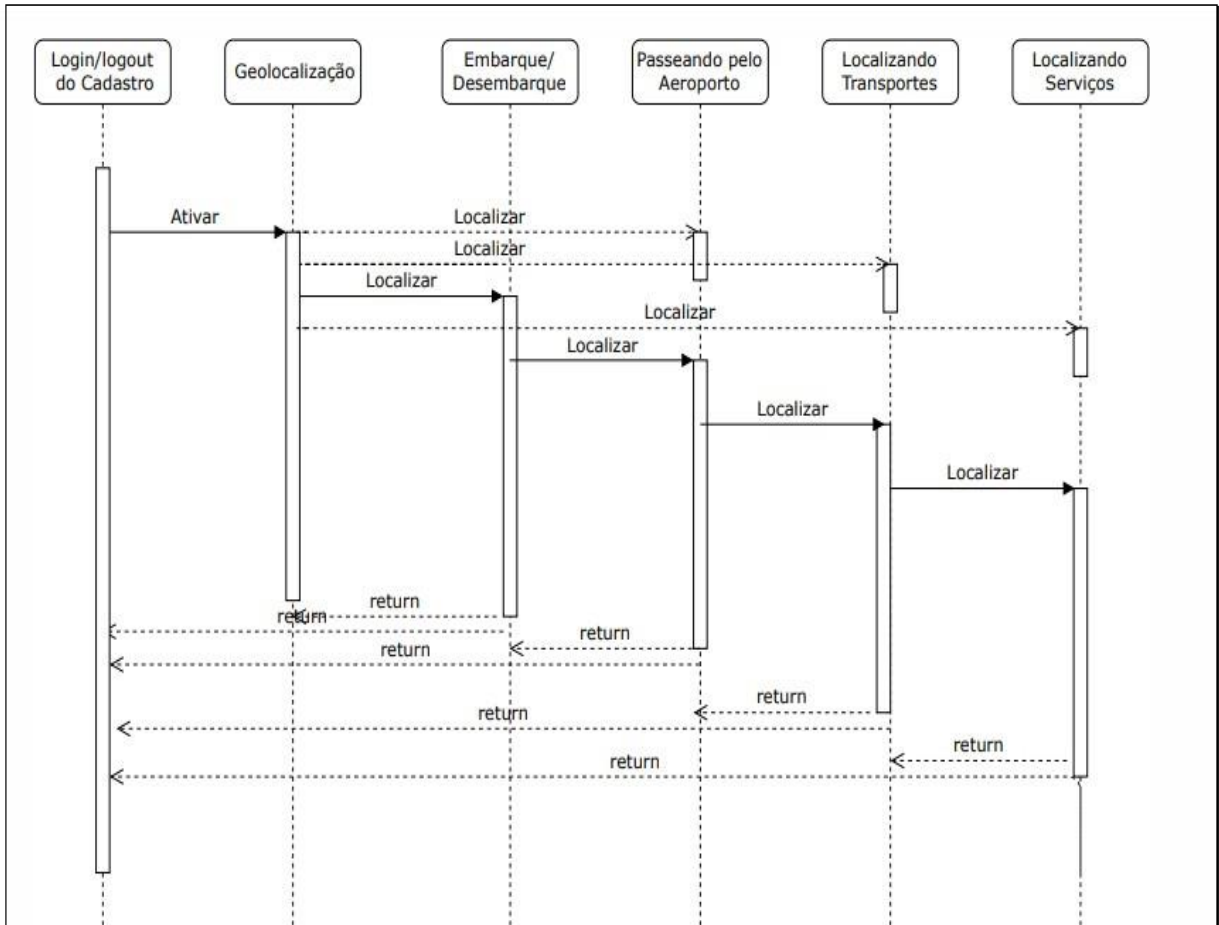 Login/logout
do Cadastro
Geolocalização
Embarque/
Desembarque
Passeando pelo
Aeroporto
Localizando
Transportes
Localizando
Serviços
Ativar
Localizar
Localizar
Localizar
Localizar
Localizar
Localizar
Localizar
return
return
return
return
return
return
return
return